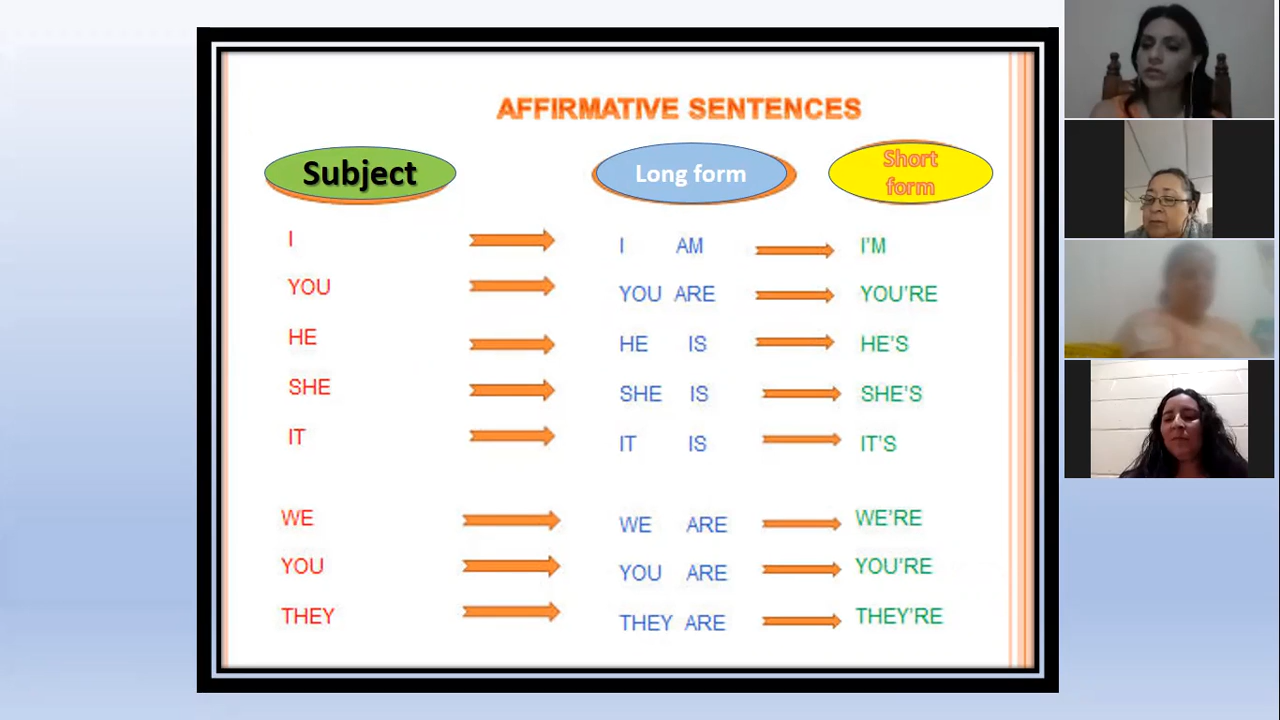 AFFIRMATIVE SENTENCES
Subject
Long form
Short
form
I
I AM
I'M
YOU
YOU ARE
YOU'RE
HE
HE IS
HE'S
SHE
SHE IS
SHE'S
IT
IT IS
IT'S
WE
WE ARE
WE'RE
YOU
YOU ARE
YOU'RE
THEY
THEY ARE
THEY'RE